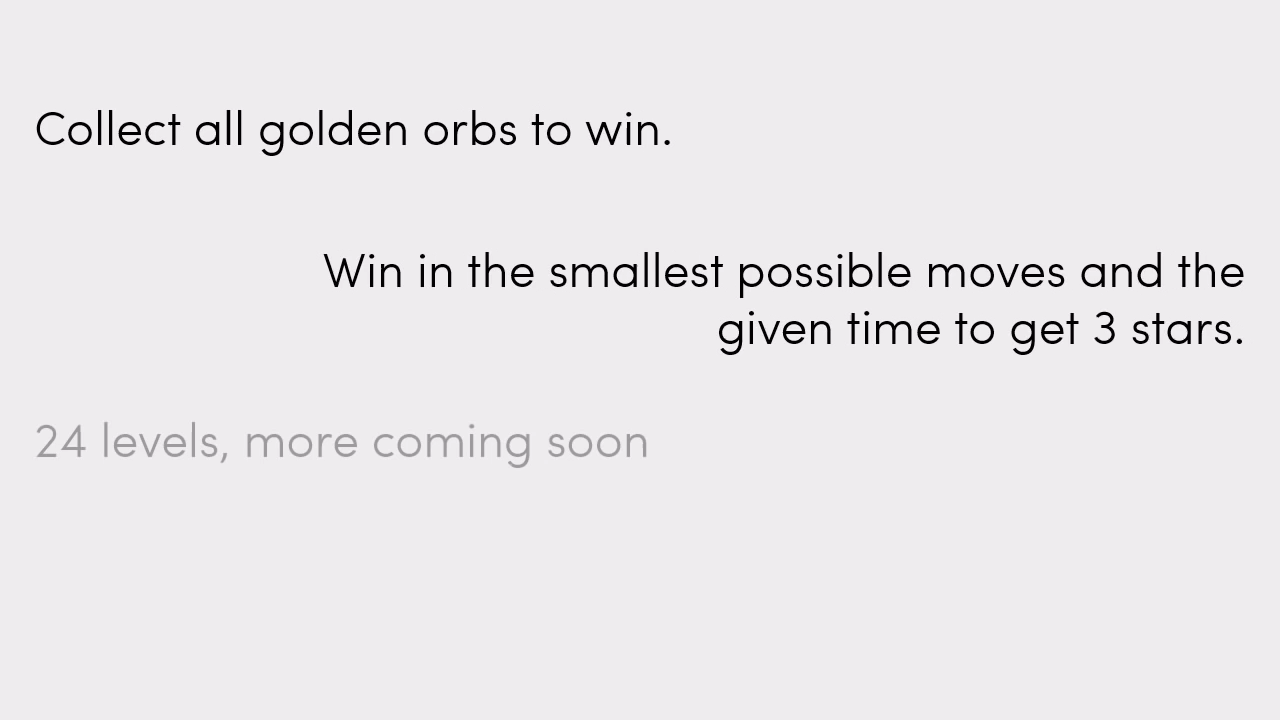 Collect all golden orbs to win.
Win in the smallest possible moves and the
given time to get 3 stars.
24 levels, more coming soon